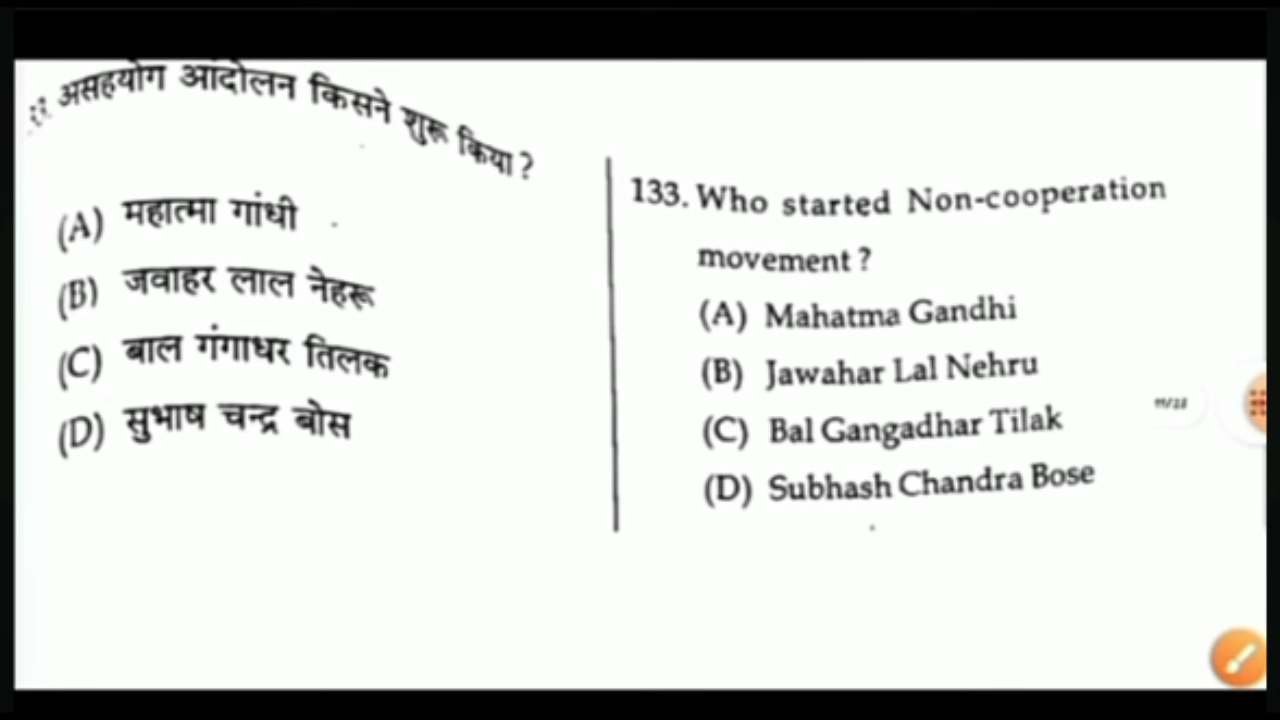 असहयोग आंदोलन किसने शुरू किया ?
(A) महात्मा गांधी
(B) जवाहर लाल नेहरू
(C) बाल गंगाधर तिलक
(D) सुभाष चन्द्र बोस
133. Who started Non-cooperation
movement ?
(A) Mahatma Gandhi
(B) Jawahar Lal Nehru
(C) Bal Gangadhar Tilak
(D) Subhash Chandra Bose